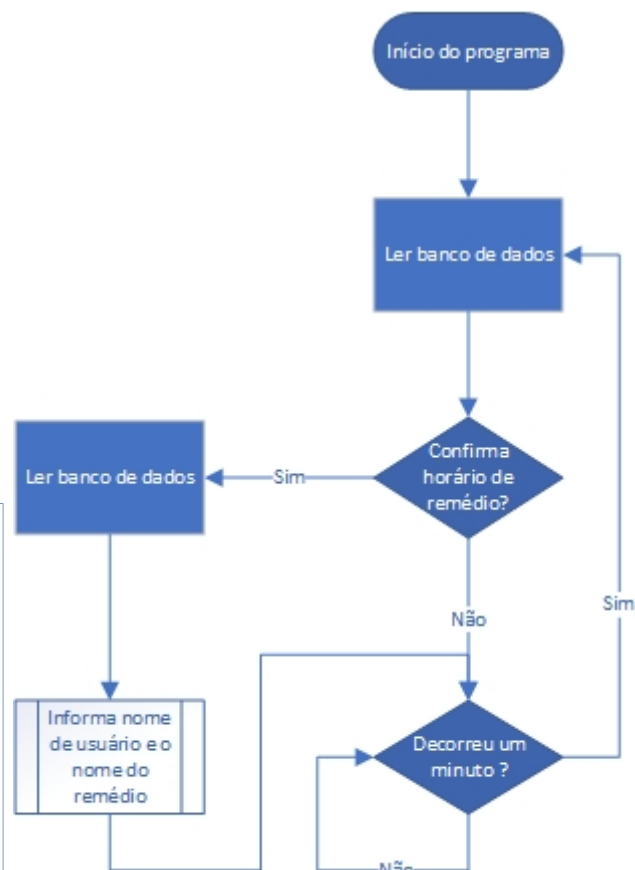 Início do programa
Ler banco de dados
Confirma
horário de
remédio?
Sim
Ler banco de dados
Não
Sim
Informa nome
de usuário e o
nome do
remédio
Decorreu um
minuto ?
Não